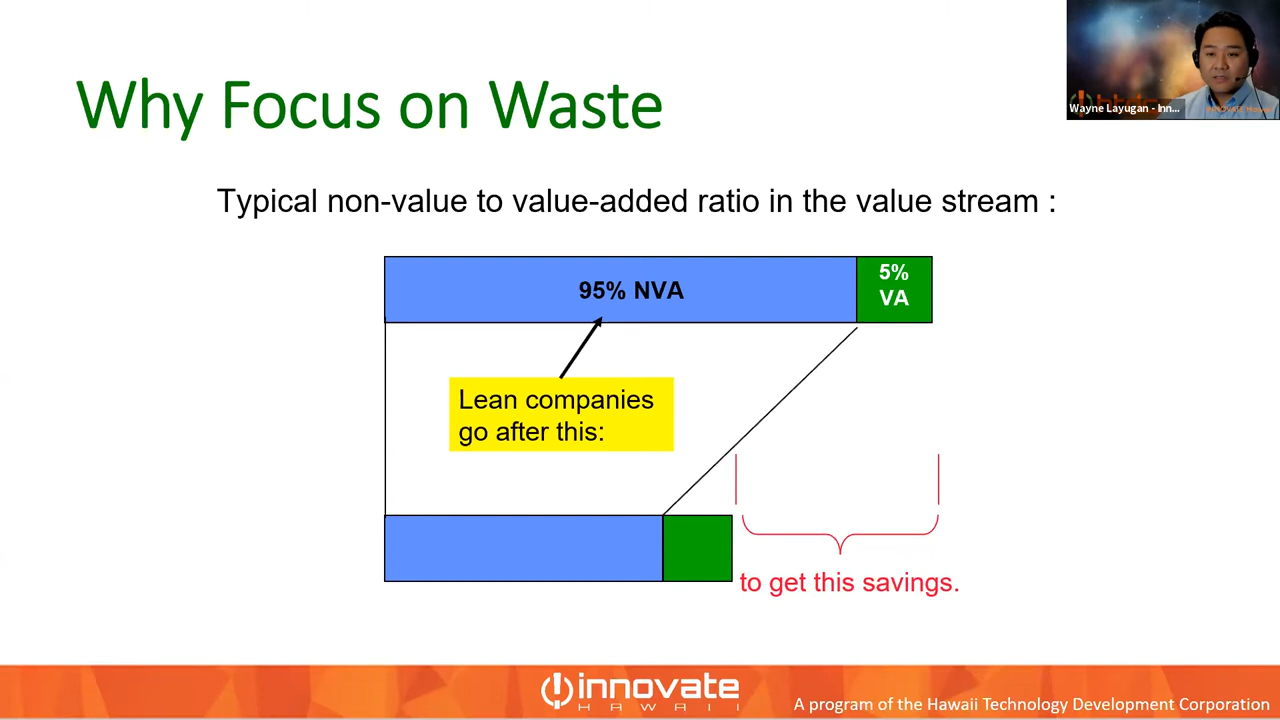 Why Focus on Waste
Wayne Layugan - Inn...
Typical non-value to value-added ratio in the value stream :
95% NVA
5%
VA
Lean companies
go after this:
to get this savings.
innovate
HAWAII
A program of the Hawaii Technology Development Corporation